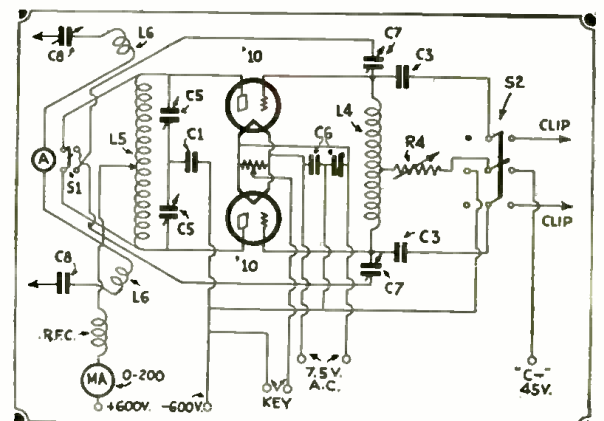 C8
L6
'10
C7
C3
S2
C5
L4
CLIP
A
L5
C1
C6
R4
S1
C5
CLIP
C3
C8
'10
C7
L6
R.F.C.
MA
0-200
7.5 V.
A.C.
"C-"
45V.
+600V.
-600V.
KEY